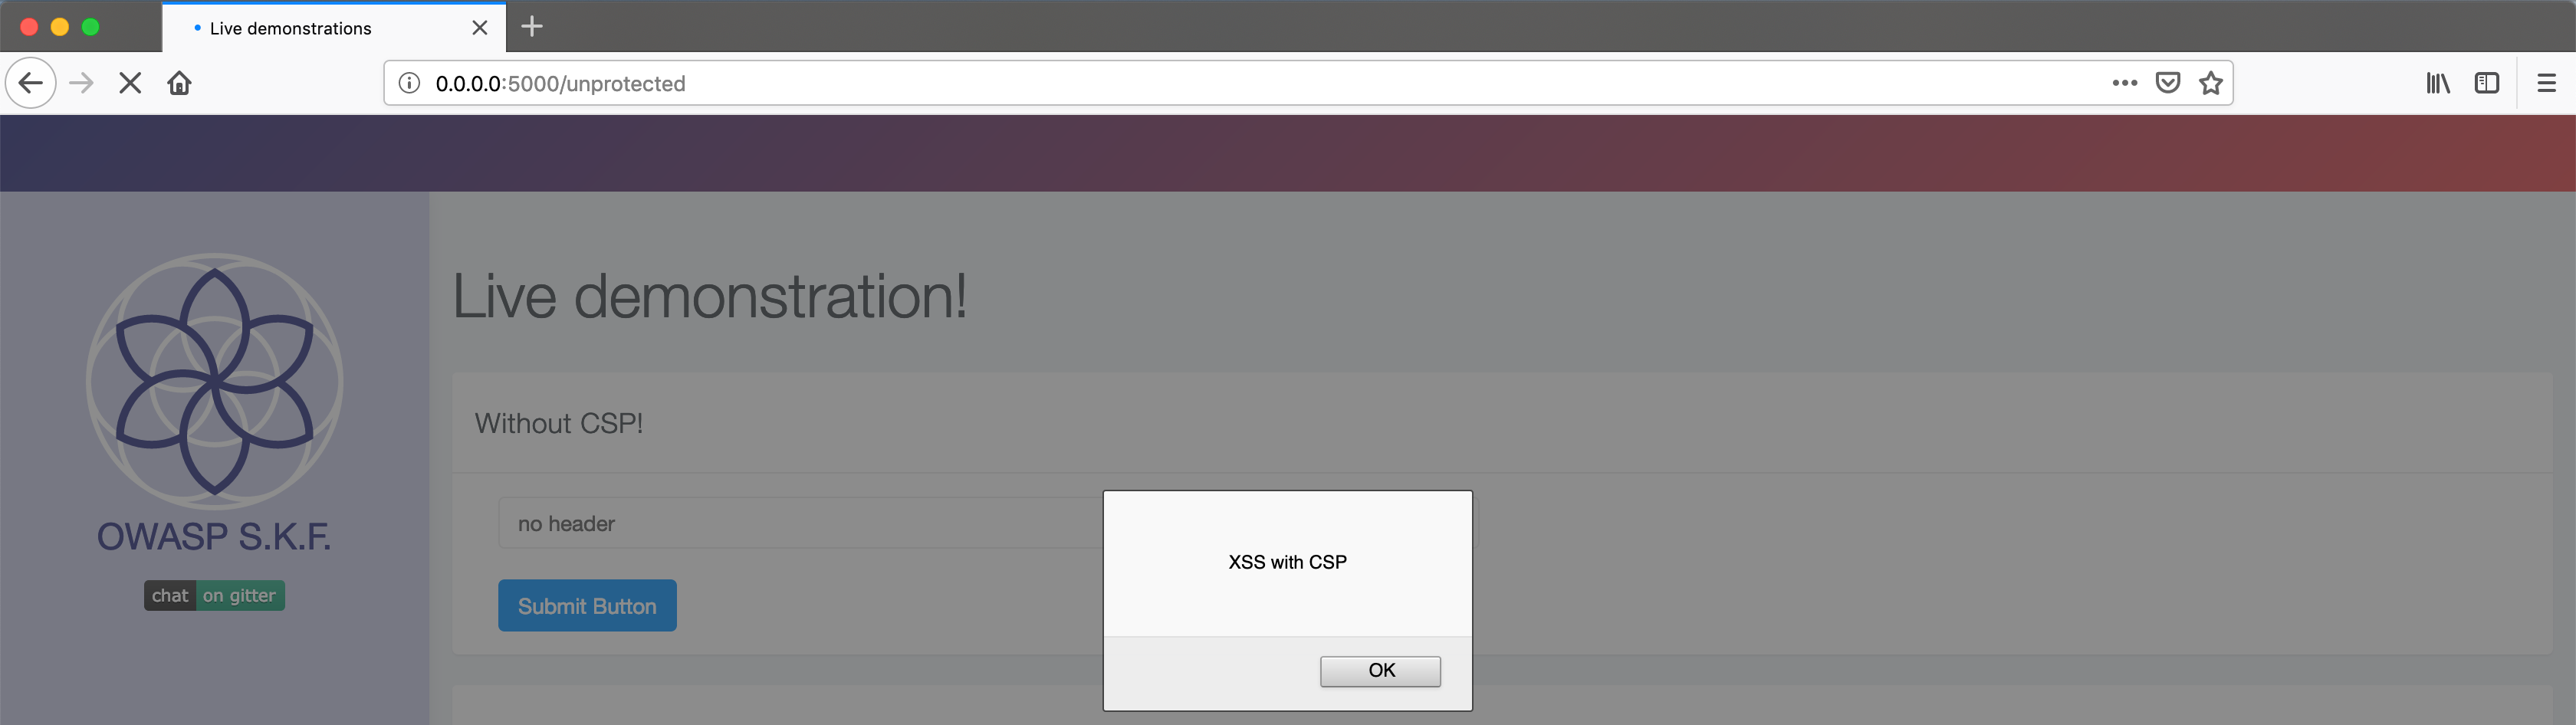 Live demonstrations
0.0.0.0:5000/unprotected
Live demonstration!
Without CSP!
no header
Submit Button
OWASP S.K.F.
chat on gitter
XSS with CSP
OK